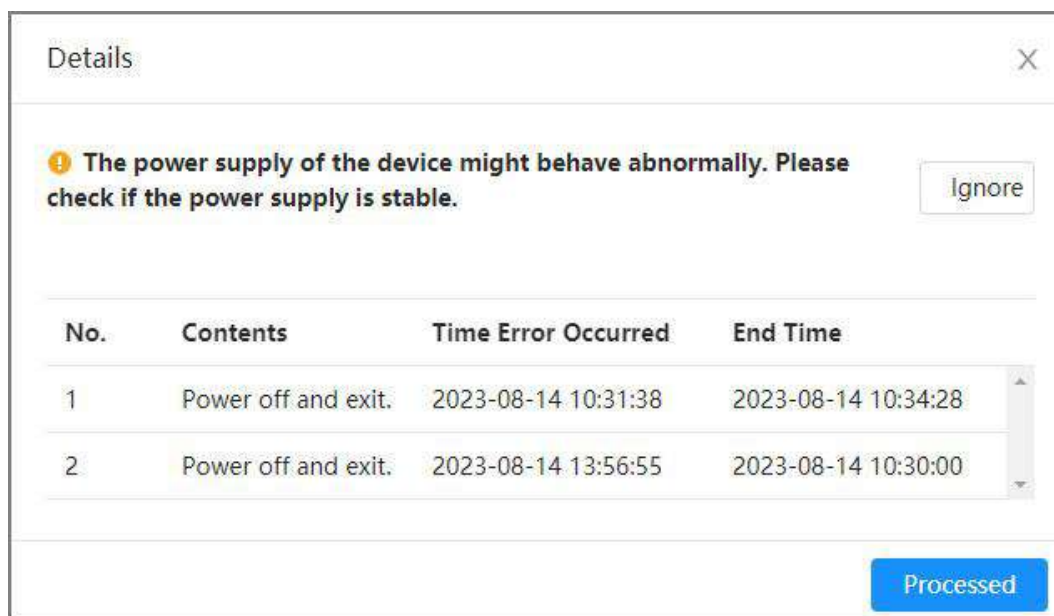 Details
The power supply of the device might behave abnormally. Please
check if the power supply is stable.
Ignore
No. Contents Time Error Occurred End Time
1 Power off and exit. 2023-08-14 10:31:38 2023-08-14 10:34:28
2 Power off and exit. 2023-08-14 13:56:55 2023-08-14 10:30:00
Processed